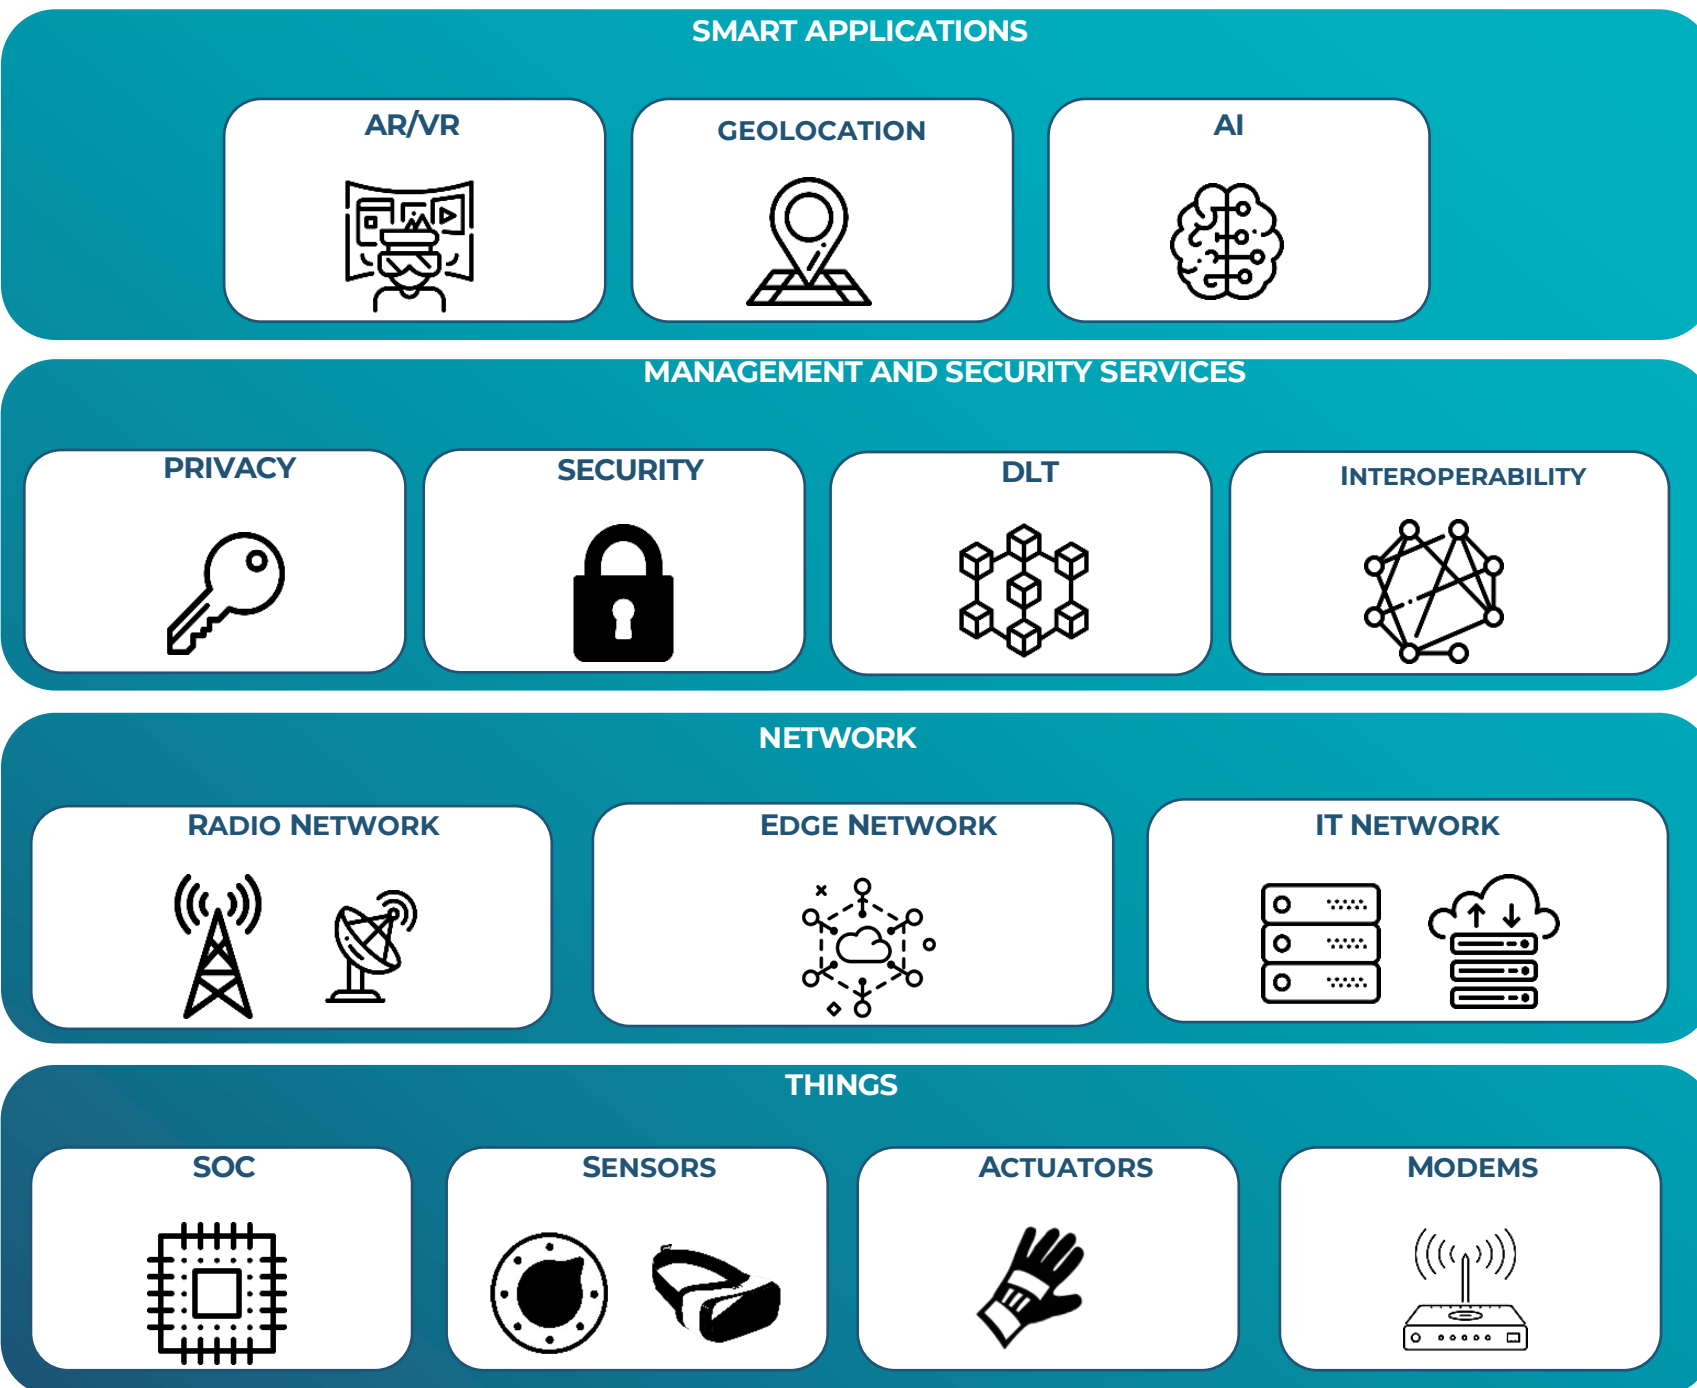 SMART APPLICATIONS
AR/VR
GEOLOCATION
AI
MANAGEMENT AND SECURITY SERVICES
PRIVACY
SECURITY
DLT
INTEROPERABILITY
NETWORK
RADIO NETWORK
EDGE NETWORK
IT NETWORK
THINGS
SOC
SENSORS
ACTUATORS
MODEMS